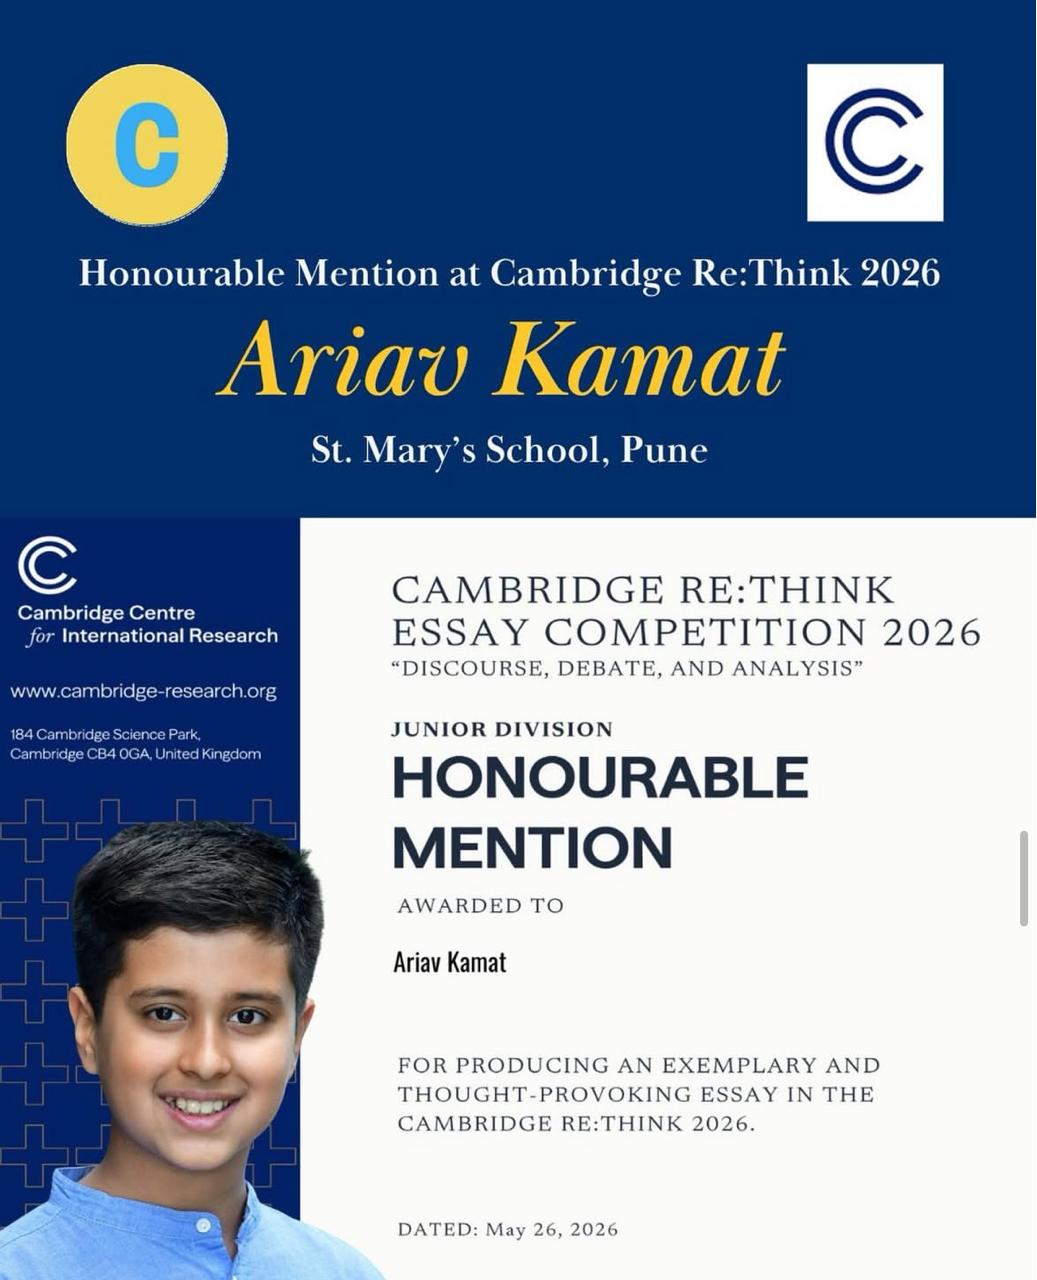 C
Honourable Mention at Cambridge Re:Think 2026
Ariav Kamat
St. Mary’s School, Pune
Cambridge Centre
for International Research
www.cambridge-research.org
184 Cambridge Science Park,
Cambridge CB4 0GA, United Kingdom
CAMBRIDGE RE:THINK
ESSAY COMPETITION 2026
“DISCOURSE, DEBATE, AND ANALYSIS”
JUNIOR DIVISION
HONOURABLE
MENTION
AWARDED TO
Ariav Kamat
FOR PRODUCING AN EXEMPLARY AND
THOUGHT-PROVOKING ESSAY IN THE
CAMBRIDGE RE:THINK 2026.
DATED: May 26, 2026